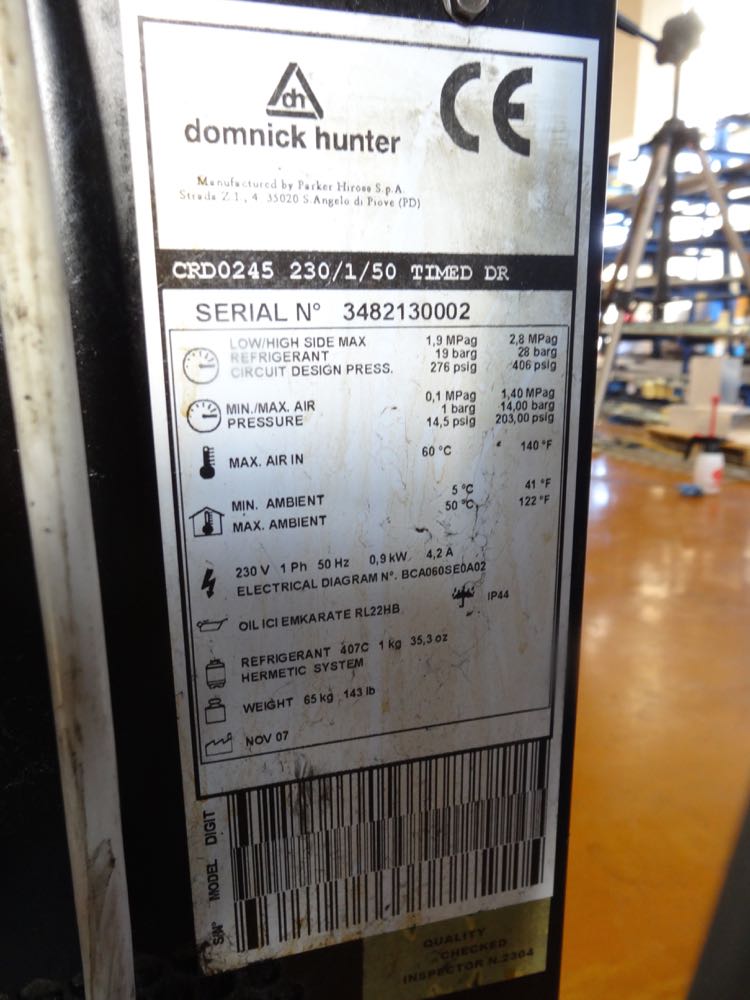 dh
CE
domnick hunter
Manufactured by Parker Hiross S.p.A.
Strada Z.I., 4 35020 S.Angelo di Piove (PD)
CRD0245 230/1/50 TIMED DR
SERIAL N° 3482130002
LOW/HIGH SIDE MAX 1,9 MPag 2,8 MPag
REFRIGERANT 19 barg 28 barg
CIRCUIT DESIGN PRESS. 276 psig 406 psig
0,1 MPag 1,40 MPag
MIN./MAX. AIR 1 barg 14,00 barg
PRESSURE 14,5 psig 203,00 psig
MAX. AIR IN 60 °C 140 °F
MIN. AMBIENT 5 °C 41 °F
MAX. AMBIENT 50 °C 122 °F
230 V 1 Ph 50 Hz 0,9 kW 4,2 A
ELECTRICAL DIAGRAM N°. BCA060SE0A02
OIL ICI EMKARATE RL22HB IP44
REFRIGERANT 407C 1 kg 35,3 oz
HERMETIC SYSTEM
WEIGHT 65 kg 143 lb
NOV 07
S/N° MODEL DIGIT
QUALITY
CHECKED
INSPECTOR N.2304